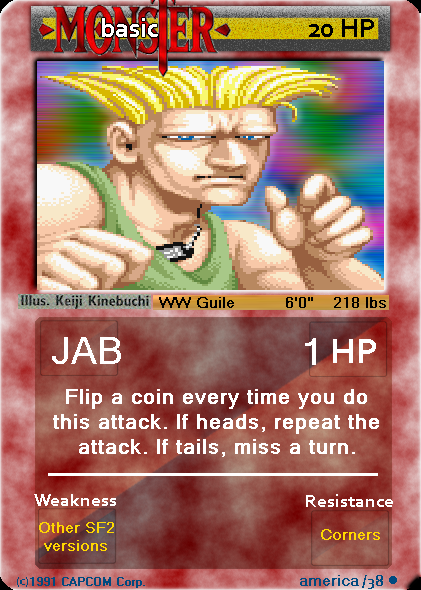 MONSTER
basic
20 HP
Illus. Keiji Kinebuchi WW Guile 6'0" 218 lbs
JAB 1 HP
Flip a coin every time you do
this attack. If heads, repeat the
attack. If tails, miss a turn.
Weakness Resistance
Other SF2
versions
Corners
(c)1991 CAPCOM Corp. america /38